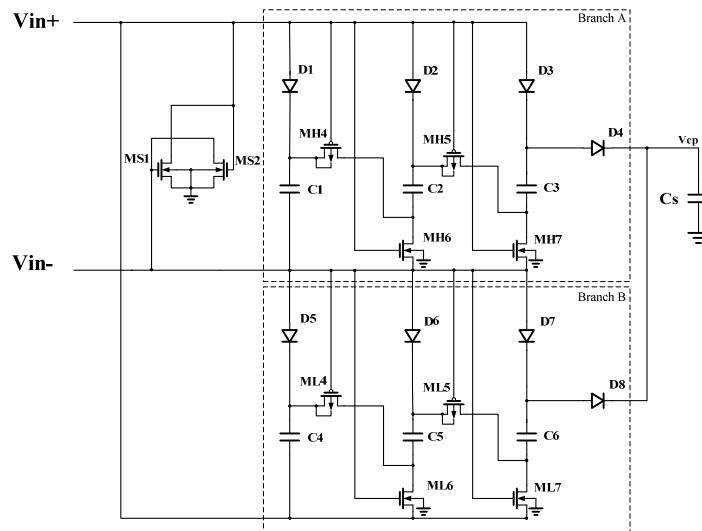 Vin+
Branch A
D1
D2
D3
D4
MH4
MH5
Vcp
MS1
MS2
C1
C2
C3
Cs
MH6
MH7
Vin-
Branch B
D5
D6
D7
ML4
ML5
D8
C4
C5
C6
ML6
ML7